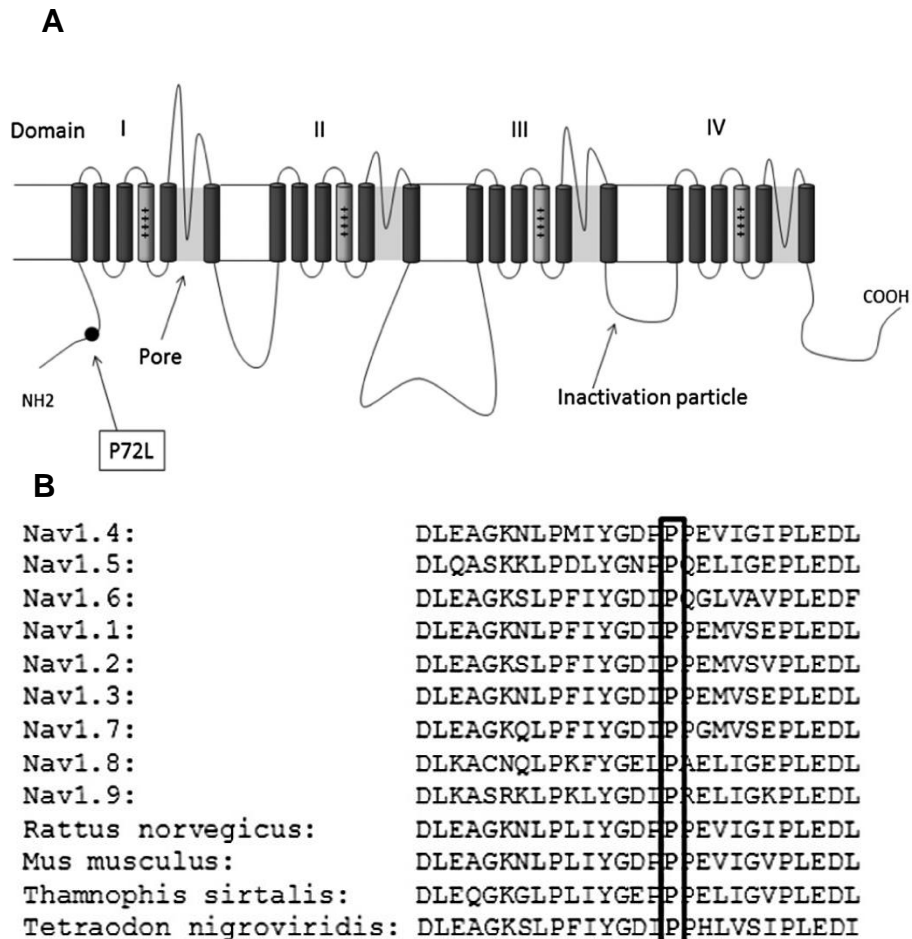 A
Domain I II III IV
++++ ++++ ++++ ++++
COOH
Pore
NH2
Inactivation particle
P72L
B
Nav1.4: DLEAGKNLPMIYGDPPPEVIGIPLEDL
Nav1.5: DLQASKKLPDLYGNPPQELIGEPLEDL
Nav1.6: DLEAGKSLPFIYGDIPQGLVAVPLEDF
Nav1.1: DLEAGKNLPFIYGDIPPEMVSEPLEDL
Nav1.2: DLEAGKSLPFIYGDIPPEMVSVPLEDL
Nav1.3: DLEAGKNLPFIYGDIPPEMVSEPLEDL
Nav1.7: DLEAGKQLPFIYGDIPPGMVSEPLEDL
Nav1.8: DLKACNQLPKFYGELPAELIGEPLEDL
Nav1.9: DLKASRKLPKLYGDIPRELIGKPLEDL
Rattus norvegicus: DLEAGKNLPLIYGDPPPEVIGIPLEDL
Mus musculus: DLEAGKNLPLIYGDPPPEVIGVPLEDL
Thamnophis sirtalis: DLEQGKGLPLIYGEPPPELIGVPLEDL
Tetraodon nigroviridis: DLEAGKSLPFIYGDIPPHLVSIPLEDI